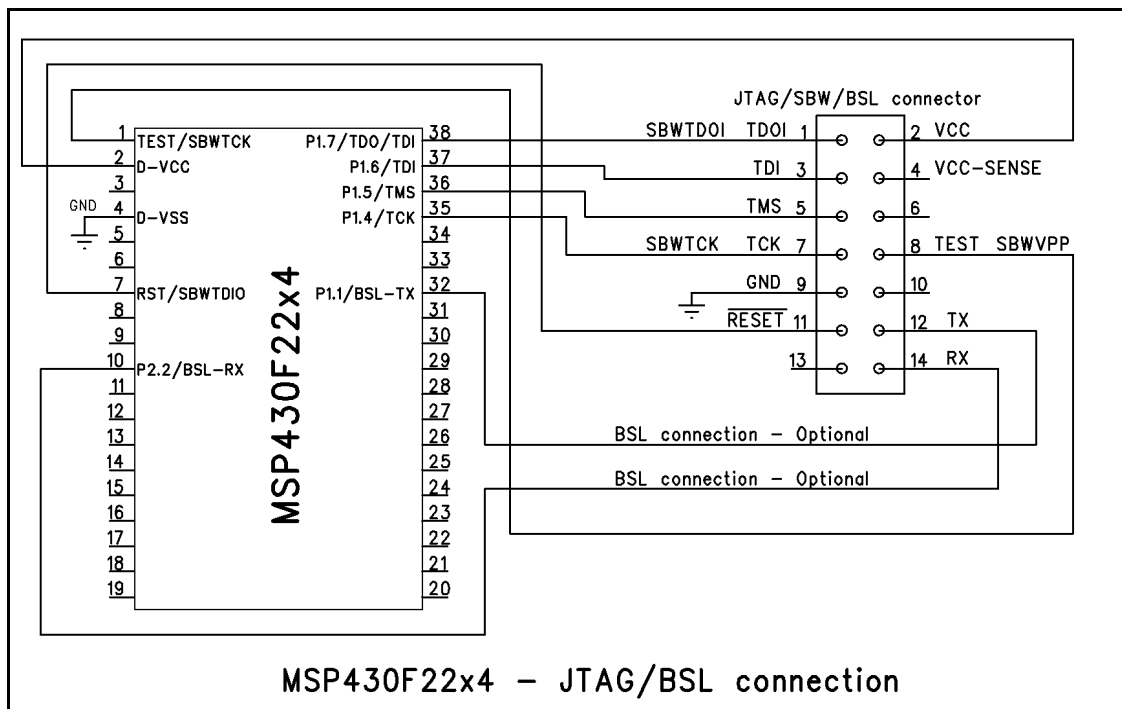 JTAG/SBW/BSL connector
1 TEST/SBWTCK P1.7/TDO/TDI 38 SBWTDOI TDOI 1 2 VCC
2 D-VCC P1.6/TDI 37 TDI 3 4 VCC-SENSE
3 P1.5/TMS 36 TMS 5 6
GND 4 D-VSS P1.4/TCK 35 SBWTCK TCK 7 8 TEST SBWVPP
5 34
6 33
7 RST/SBWTDIO P1.1/BSL-TX 32 GND 9 10
8 31 RESET 11 12 TX
9 30
10 P2.2/BSL-RX 29 13 14 RX
11 28
12 27
13 26 BSL connection - Optional
14 25 BSL connection - Optional
15 24
16 23
17 22
18 21
19 20
MSP430F22x4
MSP430F22x4 - JTAG/BSL connection